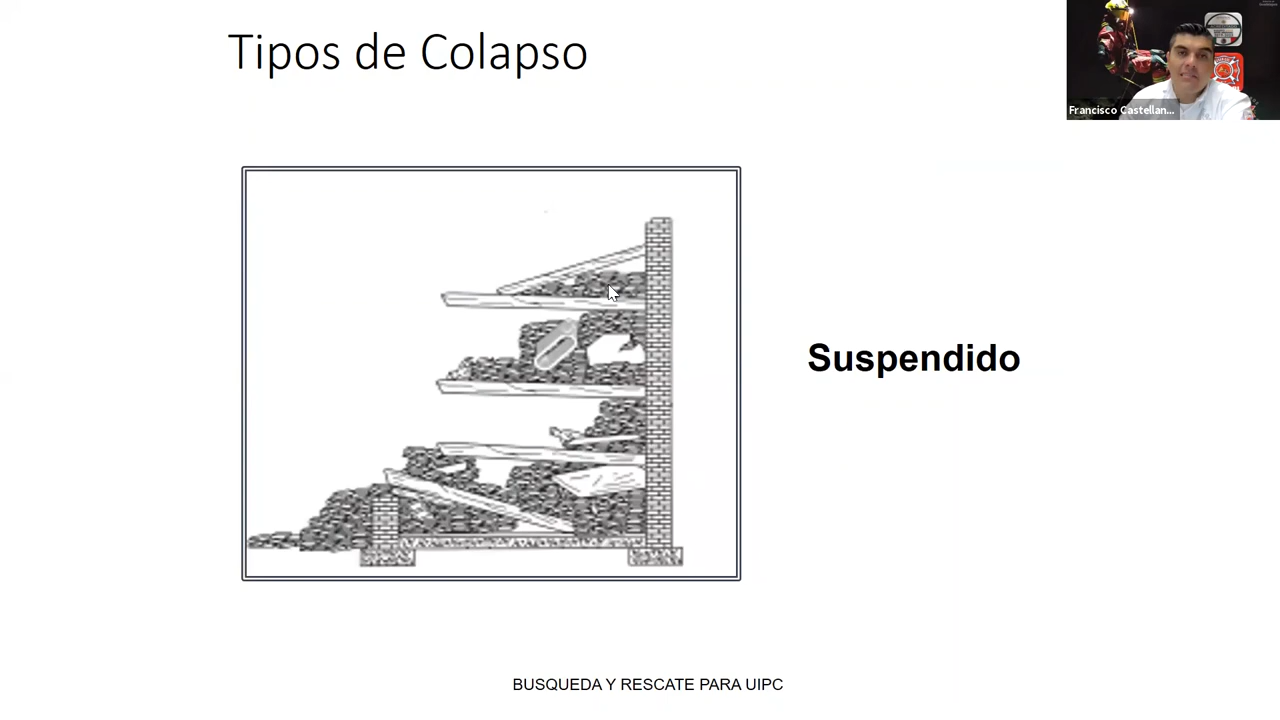 Tipos de Colapso
Francisco Castellan...
Suspendido
BUSQUEDA Y RESCATE PARA UIPC